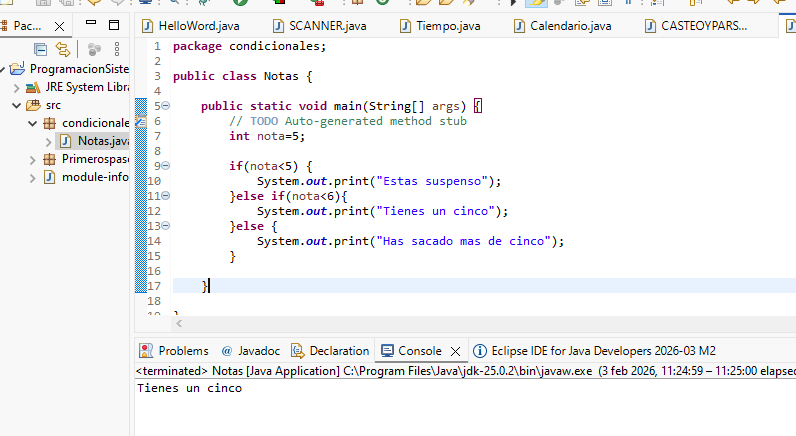 HelloWord.java
SCANNER.java
Tiempo.java
Calendario.java
CASTEOYPARS...
Pac...
ProgramacionSiste
JRE System Libra
src
condicionale
Notas.java
Primerospaso
module-info
1 package condicionales;
2
3 public class Notas {
4
5 public static void main(String[] args) {
6 // TODO Auto-generated method stub
7 int nota=5;
8
9 if(nota<5) {
10 System.out.print("Estas suspenso");
11 }else if(nota<6){
12 System.out.print("Tienes un cinco");
13 }else {
14 System.out.print("Has sacado mas de cinco");
15 }
16
17 }
18
19 }
Problems @ Javadoc Declaration Console Eclipse IDE for Java Developers 2026-03 M2
<terminated> Notas [Java Application] C:\Program Files\Java\jdk-25.0.2\bin\javaw.exe (3 feb 2026, 11:24:59 – 11:25:00 elapsed
Tienes un cinco